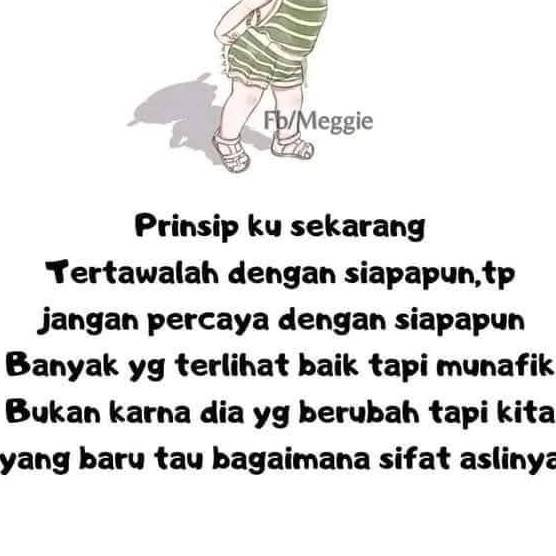 Fb/Meggie
Prinsip ku sekarang
Tertawalah dengan siapapun,tp
jangan percaya dengan siapapun
Banyak yg terlihat baik tapi munafik
Bukan karna dia yg berubah tapi kita
yang baru tau bagaimana sifat aslinya